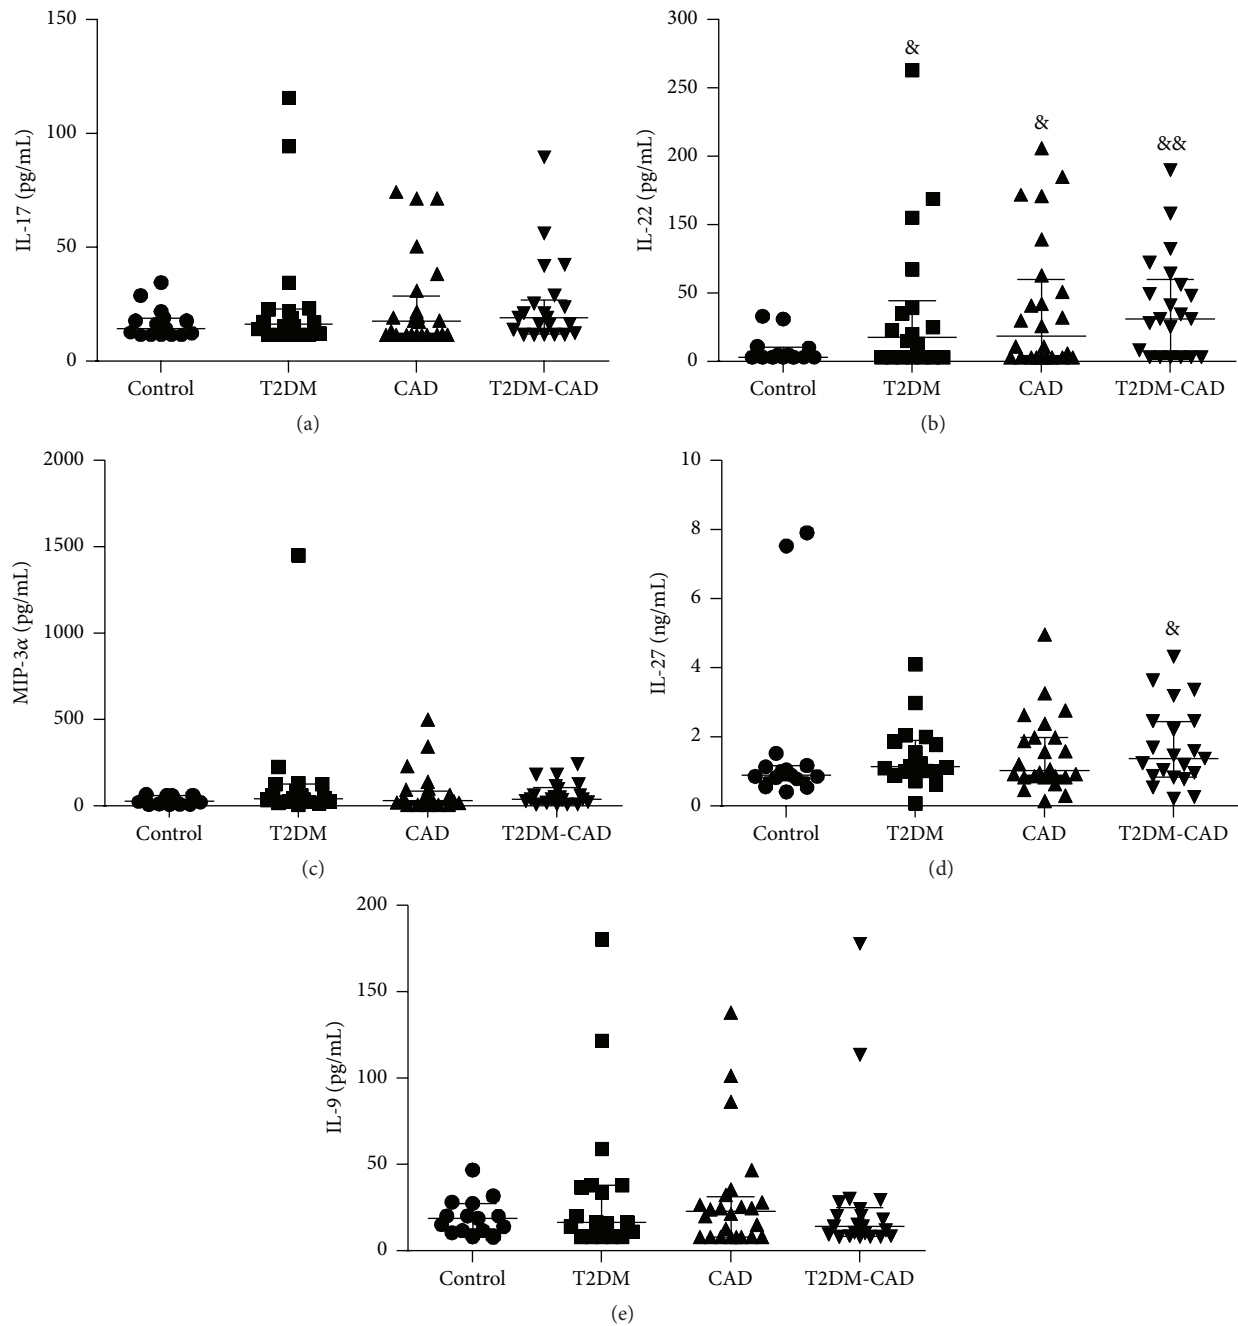 150
100
50
0
IL-17 (pg/mL)
Control
T2DM
CAD
T2DM-CAD
(a)
300
250
200
150
100
50
0
IL-22 (pg/mL)
&
&
&&
Control
T2DM
CAD
T2DM-CAD
(b)
2000
1500
1000
500
0
MIP-3α (pg/mL)
Control
T2DM
CAD
T2DM-CAD
(c)
10
8
6
4
2
0
IL-27 (ng/mL)
&
Control
T2DM
CAD
T2DM-CAD
(d)
200
150
100
50
0
IL-9 (pg/mL)
Control
T2DM
CAD
T2DM-CAD
(e)